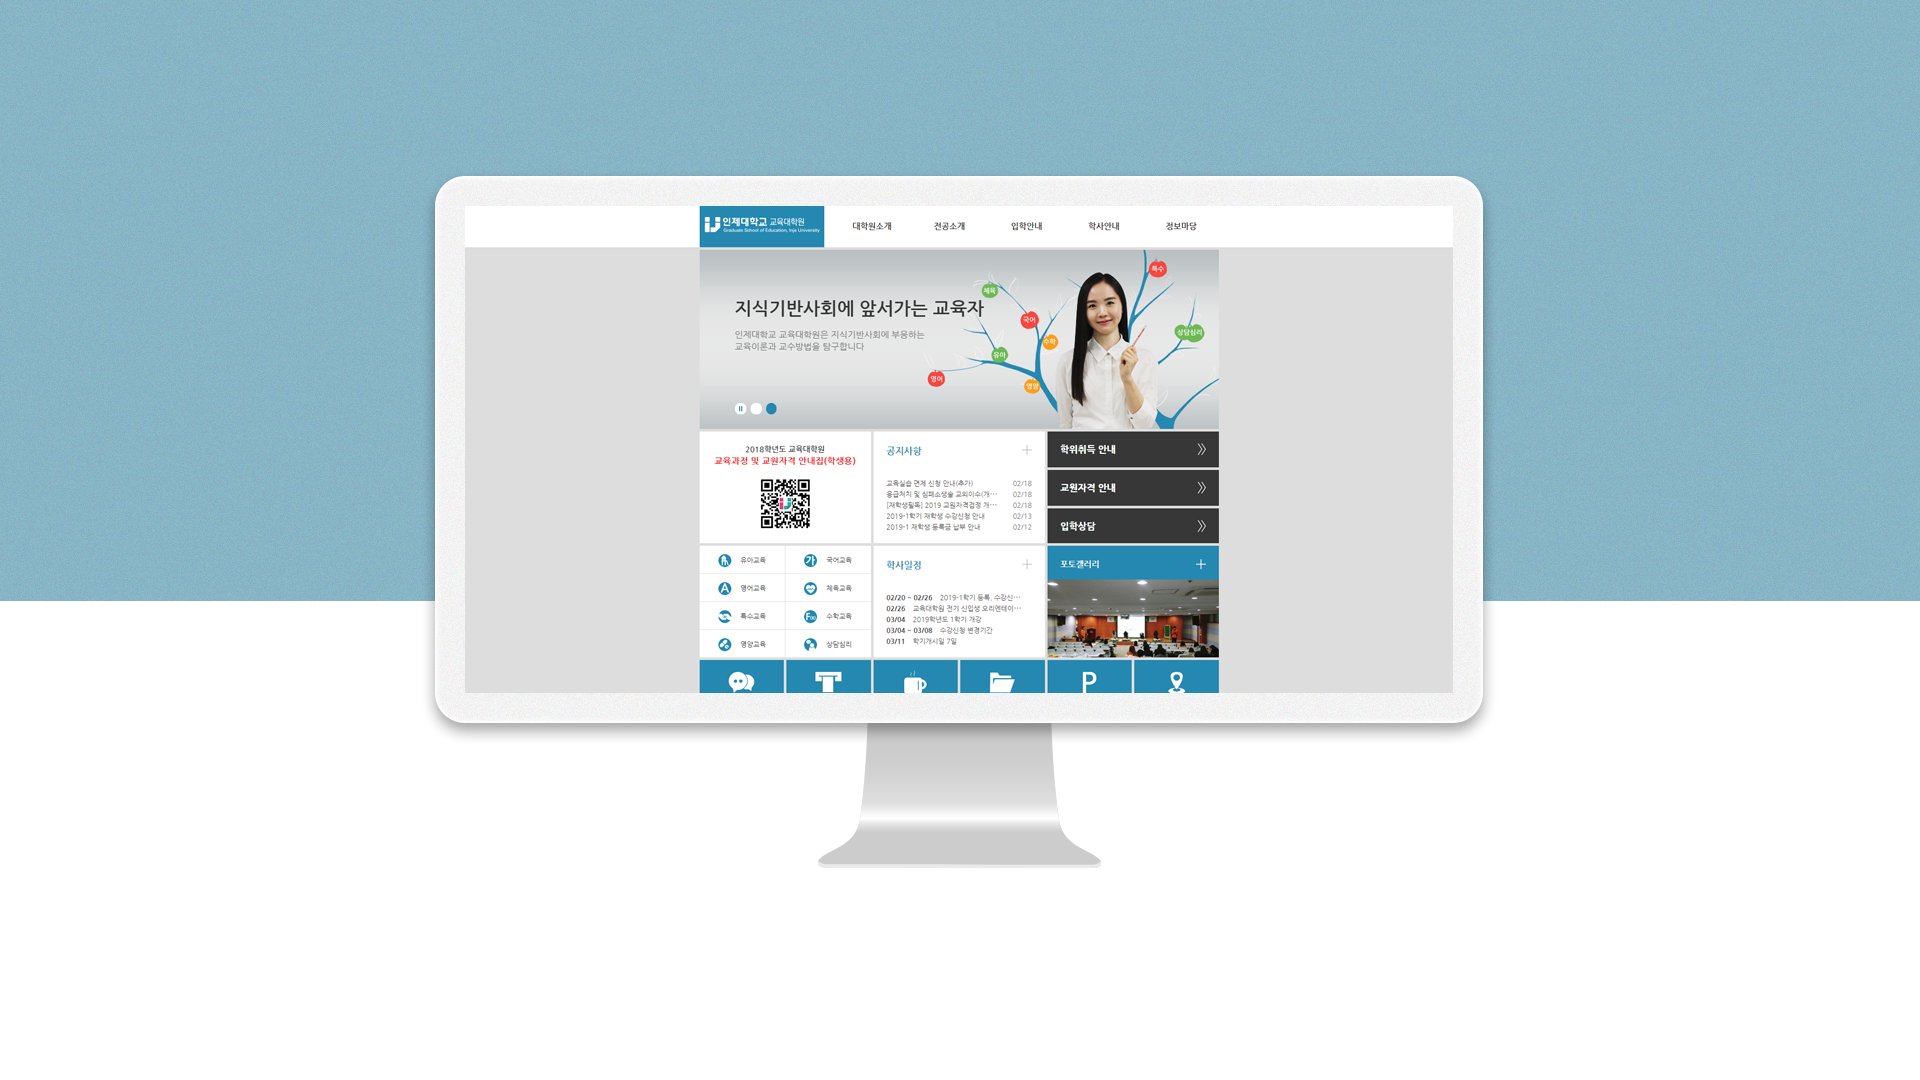 인제대학교 교육대학원
Graduate School of Education, Inje University
대학원소개
전공소개
입학안내
학사안내
정보마당
지식기반사회에 앞서가는 교육자
인제대학교 교육대학원은 지식기반사회에 부응하는
교육이론과 교수방법을 탐구합니다
특수
체육
국어
상담심리
수학
유아
영어
영양
2018학년도 교육대학원
교육과정 및 교원자격 안내집(학생용)
공지사항
교육실습 면제 신청 안내(추가) 02/18
응급처치 및 심폐소생술 교외이수(개··· 02/18
[재학생필독] 2019 교원자격검정 개··· 02/18
2019-1학기 재학생 수강신청 안내 02/13
2019-1 재학생 등록금 납부 안내 02/12
학위취득 안내
교원자격 안내
입학상담
유아교육
국어교육
영어교육
체육교육
특수교육
수학교육
영양교육
상담심리
학사일정
02/20 ~ 02/26 2019-1학기 등록, 수강신···
02/26 교육대학원 전기 신입생 오리엔테이···
03/04 2019학년도 1학기 개강
03/04 ~ 03/08 수강신청 변경기간
03/11 학기개시일 7일
포토갤러리
P